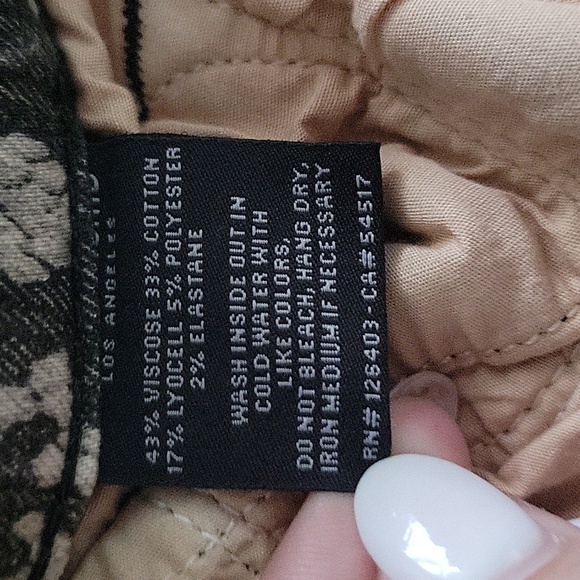 LOS ANGELES
43% VISCOSE 33% COTTON
17% LYOCELL 5% POLYESTER
2% ELASTANE
WASH INSIDE OUT IN
COLD WATER WITH
LIKE COLORS,
DO NOT BLEACH, HANG DRY,
IRON MEDIUM IF NECESSARY
RN# 126403 - CA# 54517